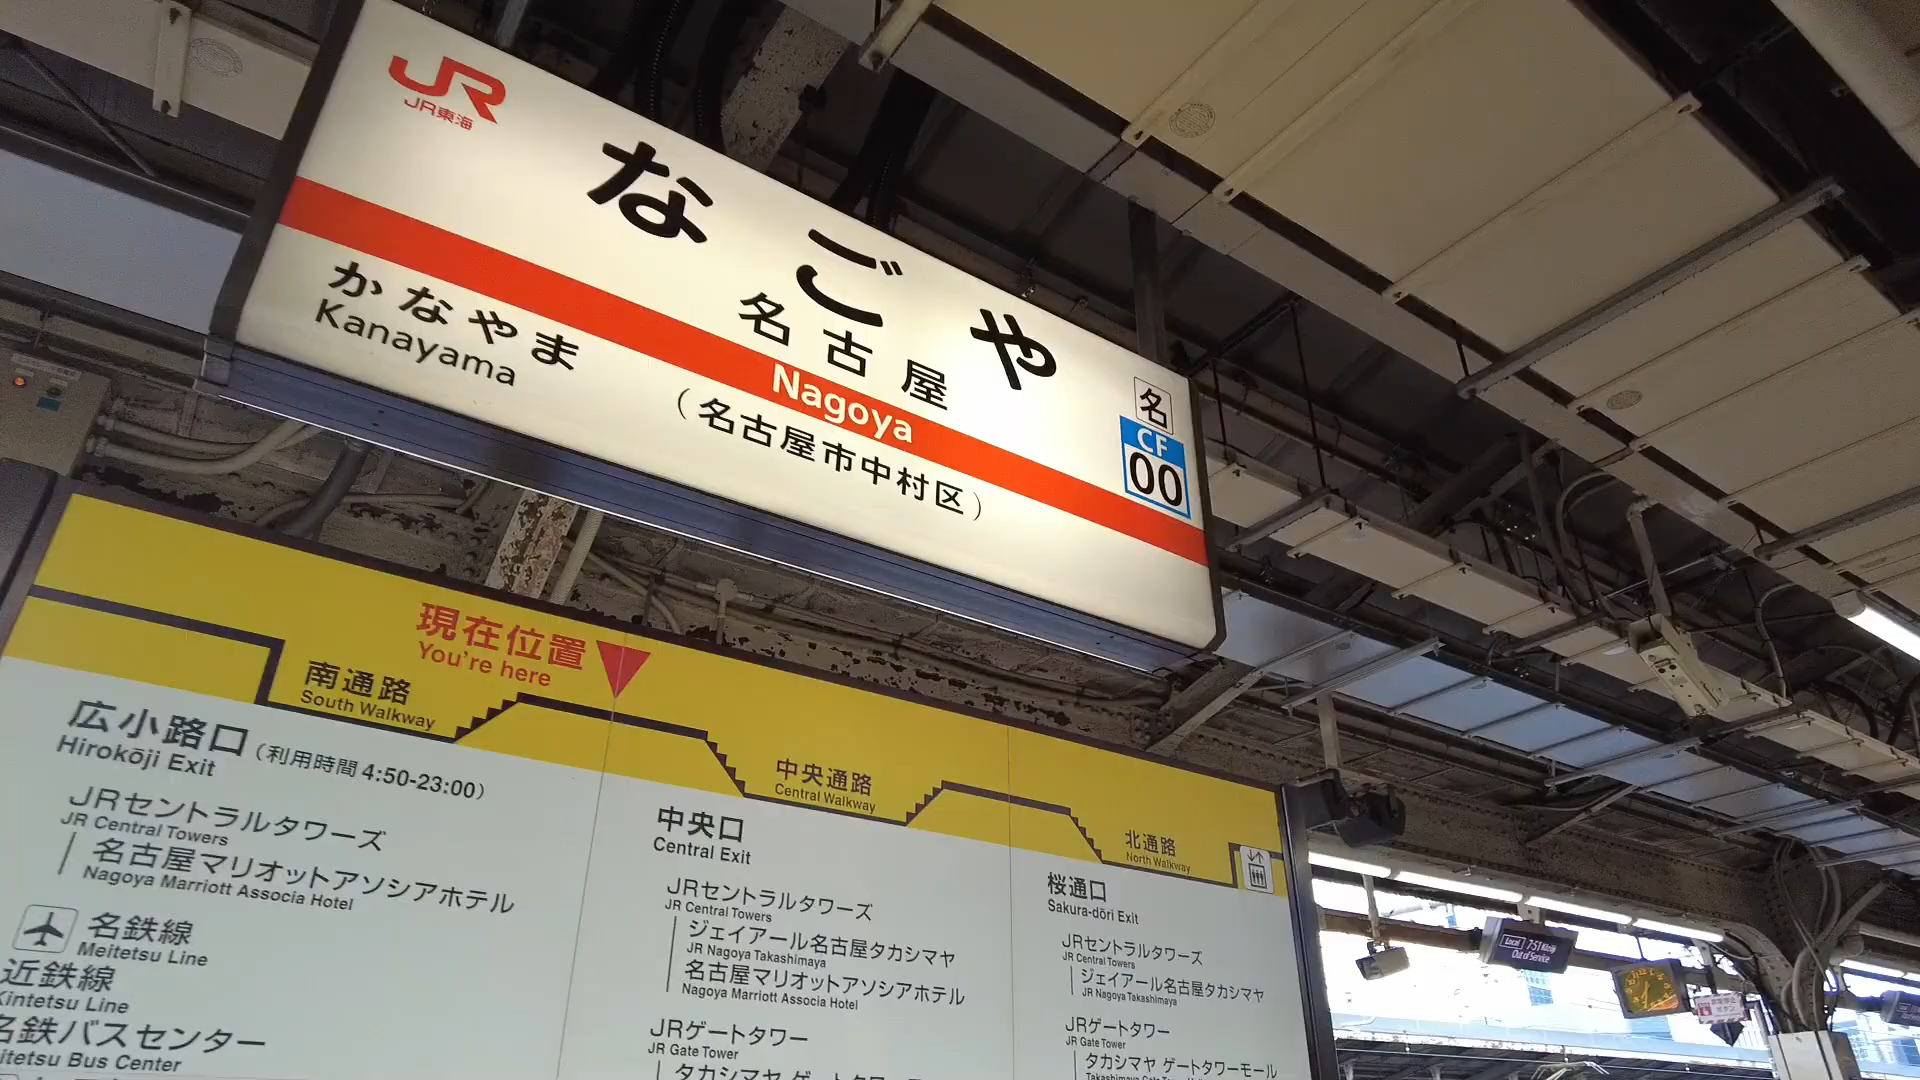 JR
JR東海
なごや
名古屋
Nagoya
かなやま
Kanayama
（名古屋市中村区）
名
CF
00
現在位置
You're here
南通路
South Walkway
中央通路
Central Walkway
北通路
North Walkway
広小路口（利用時間4:50-23:00）
Hirokōji Exit
JRセントラルタワーズ
JR Central Towers
名古屋マリオットアソシアホテル
Nagoya Marriott Associa Hotel
名鉄線
Meitetsu Line
近鉄線
Kintetsu Line
名鉄バスセンター
eitetsu Bus Center
中央口
Central Exit
JRセントラルタワーズ
JR Central Towers
ジェイアール名古屋タカシマヤ
JR Nagoya Takashimaya
名古屋マリオットアソシアホテル
Nagoya Marriott Associa Hotel
JRゲートタワー
JR Gate Tower
桜通口
Sakura-dōri Exit
JRセントラルタワーズ
JR Central Towers
ジェイアール名古屋タカシマヤ
JR Nagoya Takashimaya
JRゲートタワー
JR Gate Tower
タカシマヤ ゲートタワーモール
Local 7:51
Out of Service